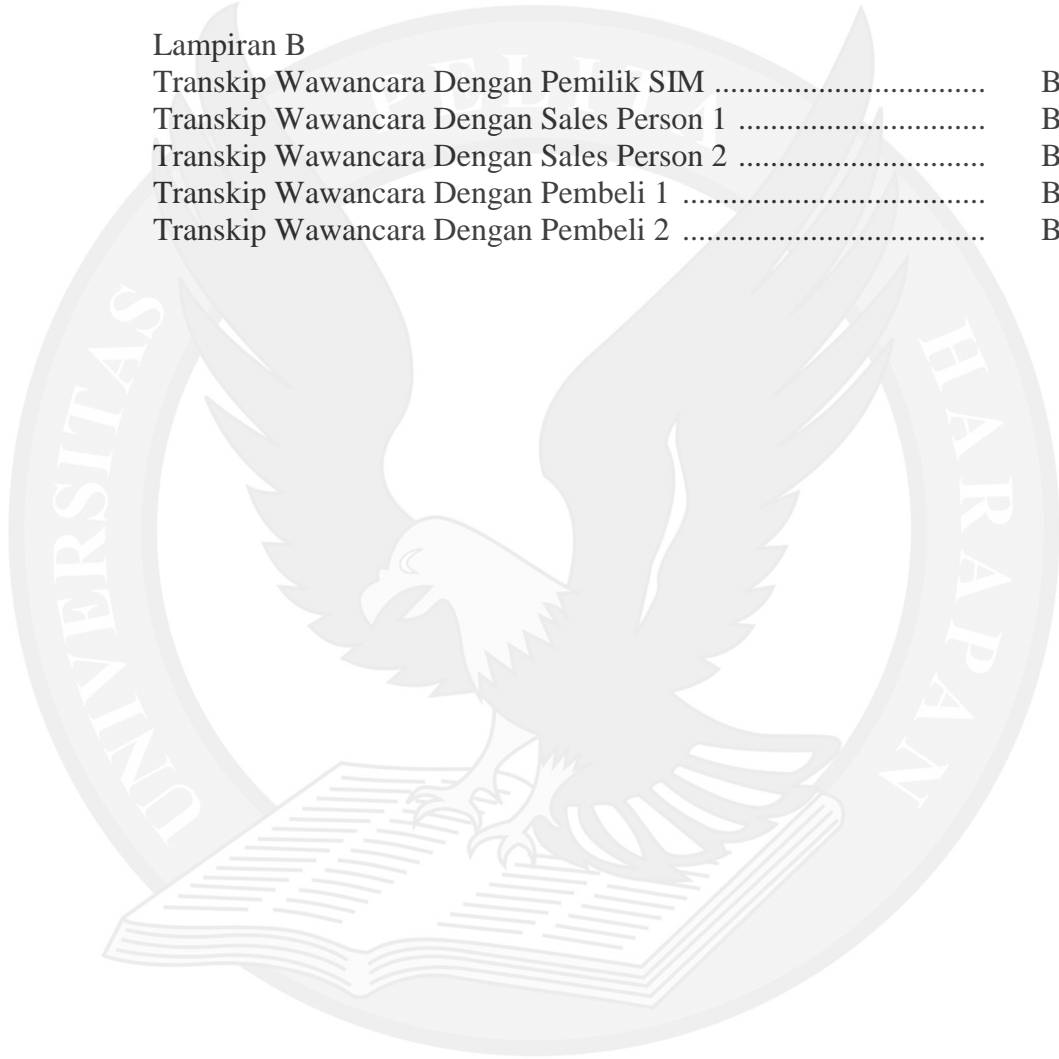 Lampiran B
Transkip Wawancara Dengan Pemilik SIM ................................ B
Transkip Wawancara Dengan Sales Person 1 ............................. B
Transkip Wawancara Dengan Sales Person 2 ............................. B
Transkip Wawancara Dengan Pembeli 1 .................................... B
Transkip Wawancara Dengan Pembeli 2 .................................... B
UNIVERSITAS PELITA HARAPAN